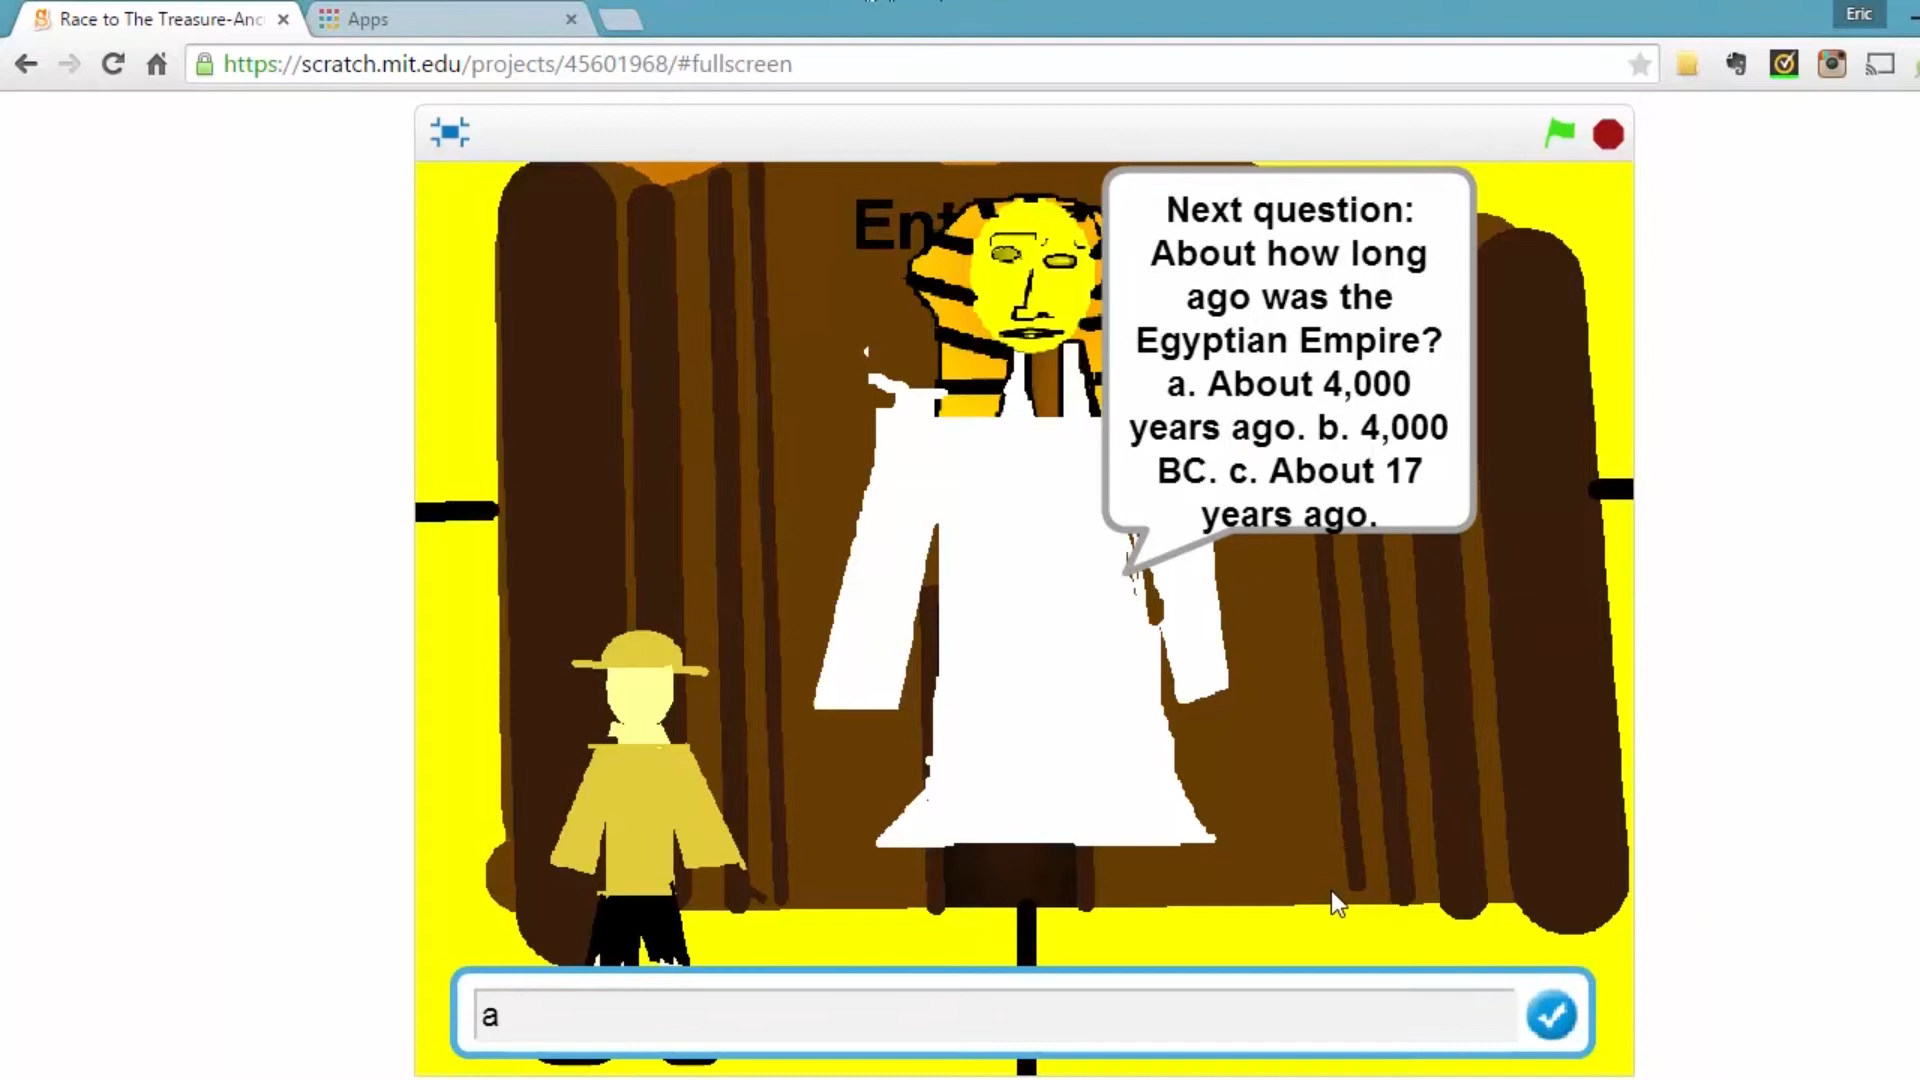 Race to The Treasure-Anc
Apps
Eric
https://scratch.mit.edu/projects/45601968/#fullscreen
Ent
Next question:
About how long
ago was the
Egyptian Empire?
a. About 4,000
years ago. b. 4,000
BC. c. About 17
years ago.
a